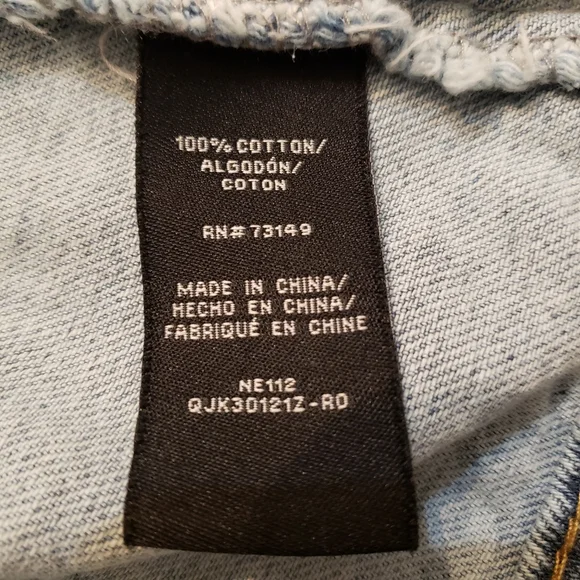 100% COTTON/
ALGODÓN/
COTON
RN# 73149
MADE IN CHINA/
HECHO EN CHINA/
FABRIQUÉ EN CHINE
NE112
QJK30121Z-RO